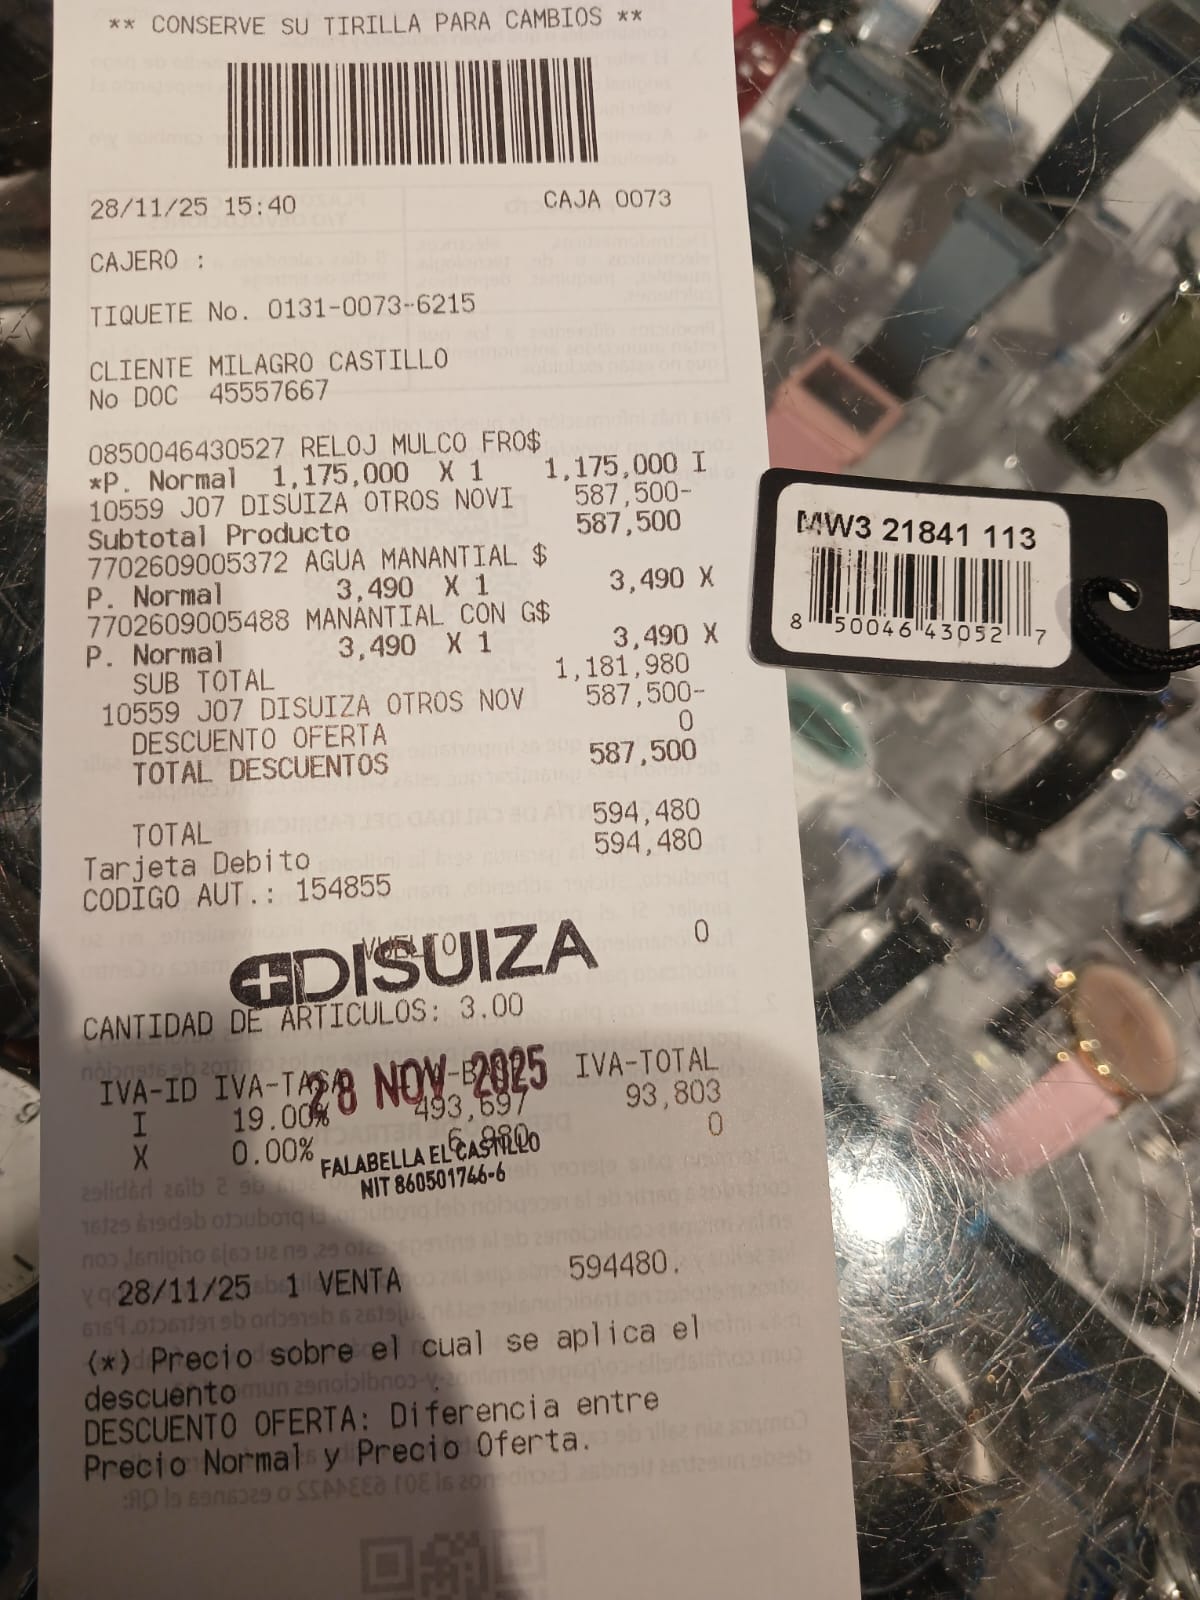 ** CONSERVE SU TIRILLA PARA CAMBIOS **
28/11/25 15:40 CAJA 0073
CAJERO :
TIQUETE No. 0131-0073-6215
CLIENTE MILAGRO CASTILLO
No DOC 45557667
0850046430527 RELOJ MULCO FRO$
*P. Normal 1,175,000 X 1 1,175,000 I
10559 J07 DISUIZA OTROS NOVI 587,500-
Subtotal Producto 587,500
7702609005372 AGUA MANANTIAL $
P. Normal 3,490 X 1 3,490 X
7702609005488 MANANTIAL CON G$
P. Normal 3,490 X 1 3,490 X
SUB TOTAL 1,181,980
10559 J07 DISUIZA OTROS NOV 587,500-
DESCUENTO OFERTA 0
TOTAL DESCUENTOS 587,500
TOTAL 594,480
Tarjeta Debito 594,480
CODIGO AUT.: 154855
VUELTO 0
DISUIZA
CANTIDAD DE ARTICULOS: 3.00
28 NOV 2025
IVA-ID IVA-TASA IVA-TOTAL
I 19.00% 493,697 93,803
X 0.00% 6,980 0
FALABELLA EL CASTILLO
NIT 860501746-6
28/11/25 1 VENTA 594480.
(*) Precio sobre el cual se aplica el
descuento
DESCUENTO OFERTA: Diferencia entre
Precio Normal y Precio Oferta.
MW3 21841 113
8 50046 43052 7